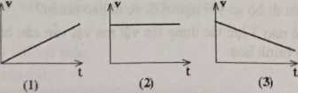 v v v
t t t
(1) (2) (3)